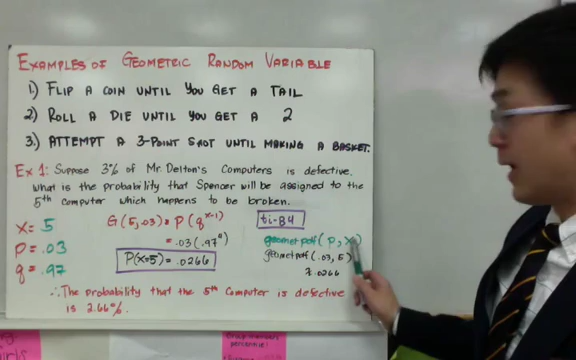 EXAMPLES OF GEOMETRIC RANDOM VARIABLE
1.) FLIP A COIN UNTIL YOU GET A TAIL
2.) ROLL A DIE UNTIL YOU GET A 2
3.) ATTEMPT A 3-POINT SHOT UNTIL MAKING A BASKET.
Ex 1: Suppose 3% of Mr. Delton's Computers is defective.
What is the probability that Spencer will be assigned to the
5th computer which happens to be broken.
x= 5
p= .03
q= .97
G(5,.03)= P(q^(x-1))
= .03(.97^4)
P(x=5) = .0266
ti-84
geometpdf( p, x)
geometpdf(.03, 5)
≈ .0266
∴ The probability that the 5th Computer is defective
is 2.66%.